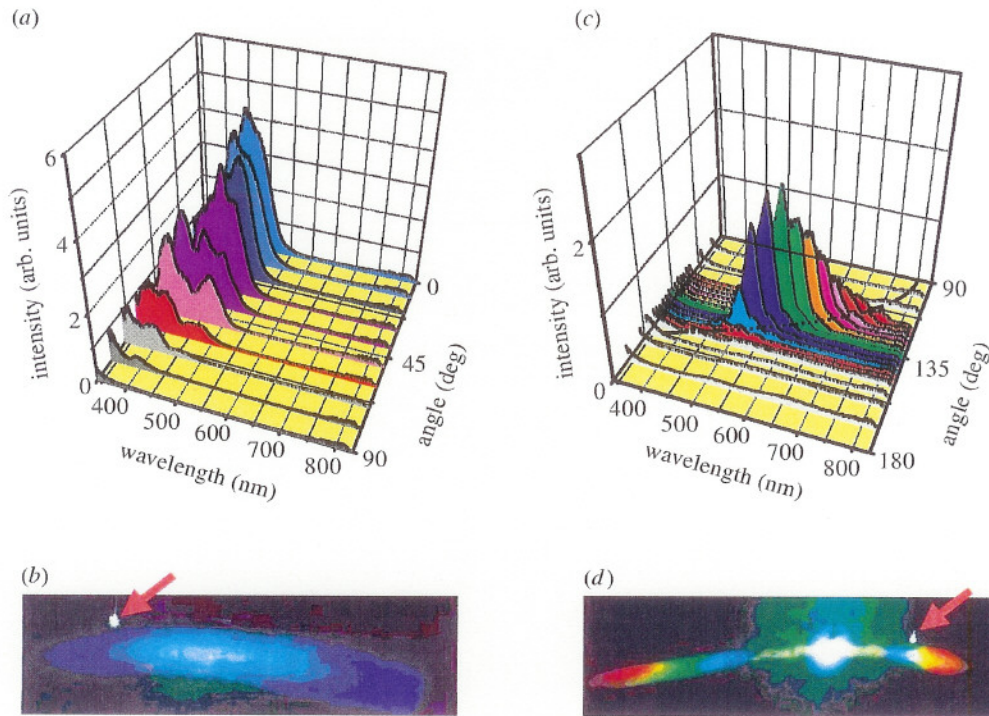 (a)
intensity (arb. units)
6
4
2
0
400
500
600
700
800
wavelength (nm)
0
45
90
angle (deg)
(c)
intensity (arb. units)
2
0
400
500
600
700
800
wavelength (nm)
90
135
180
angle (deg)
(b)
(d)